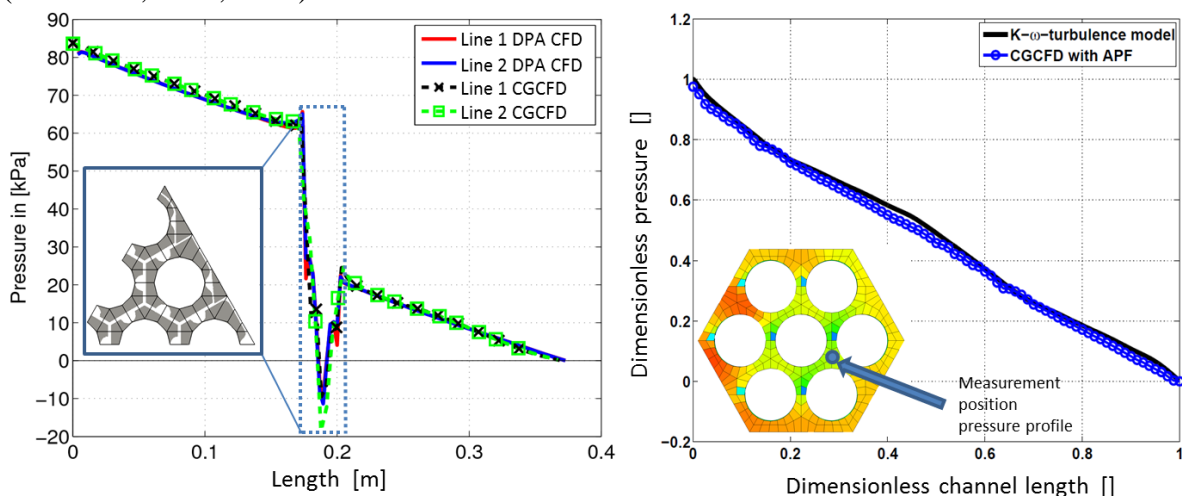 Line 1 DPA CFD
Line 2 DPA CFD
Line 1 CGCFD
Line 2 CGCFD
Pressure in [kPa]
90
80
70
60
50
40
30
20
10
0
−10
−20
0
0.1
0.2
0.3
0.4
Length [m]
K-ω-turbulence model
CGCFD with APF
Dimensionless pressure []
1.2
1
0.8
0.6
0.4
0.2
0
-0.2
Measurement
position
pressure profile
0
0.2
0.4
0.6
0.8
1
Dimensionless channel length []